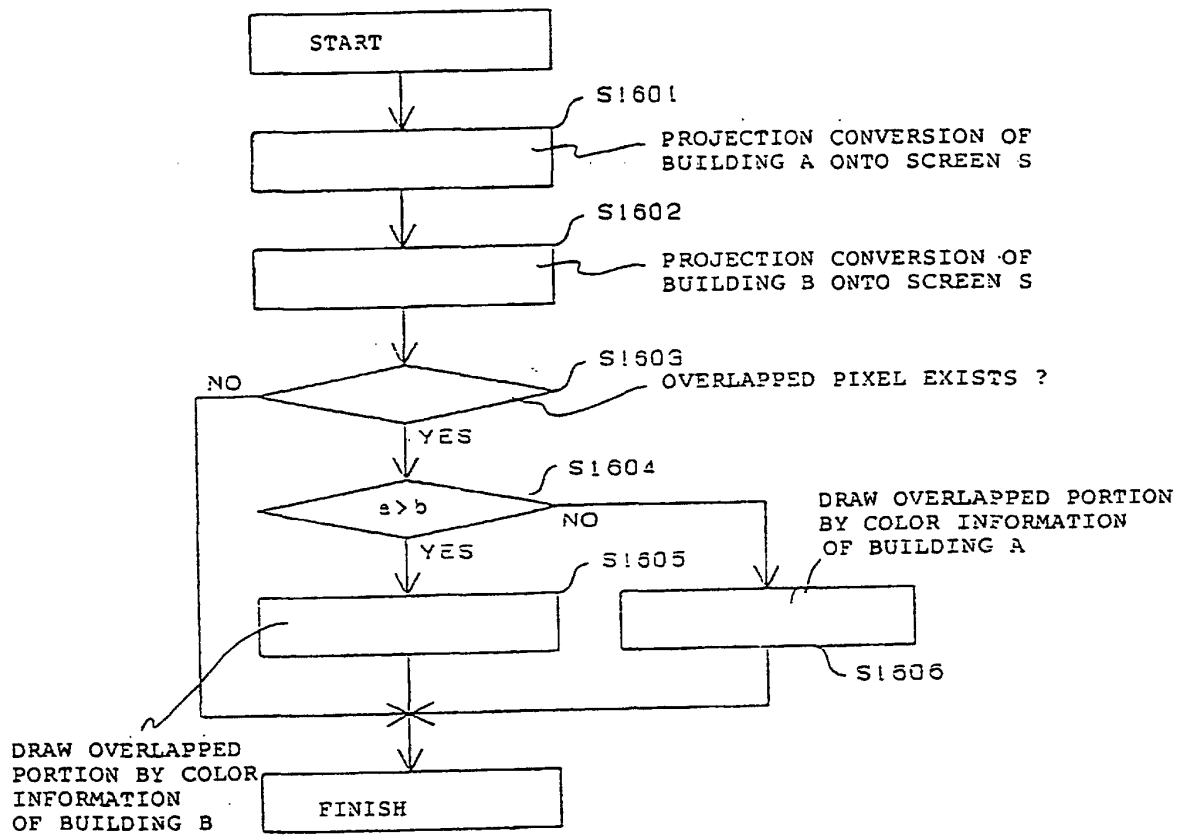 START
S1601
PROJECTION CONVERSION OF
BUILDING A ONTO SCREEN S
S1602
PROJECTION CONVERSION OF
BUILDING B ONTO SCREEN S
S1603
OVERLAPPED PIXEL EXISTS ?
NO
YES
S1604
a>b
NO
YES
DRAW OVERLAPPED PORTION
BY COLOR INFORMATION
OF BUILDING A
S1605
S1606
DRAW OVERLAPPED
PORTION BY COLOR
INFORMATION
OF BUILDING B
FINISH